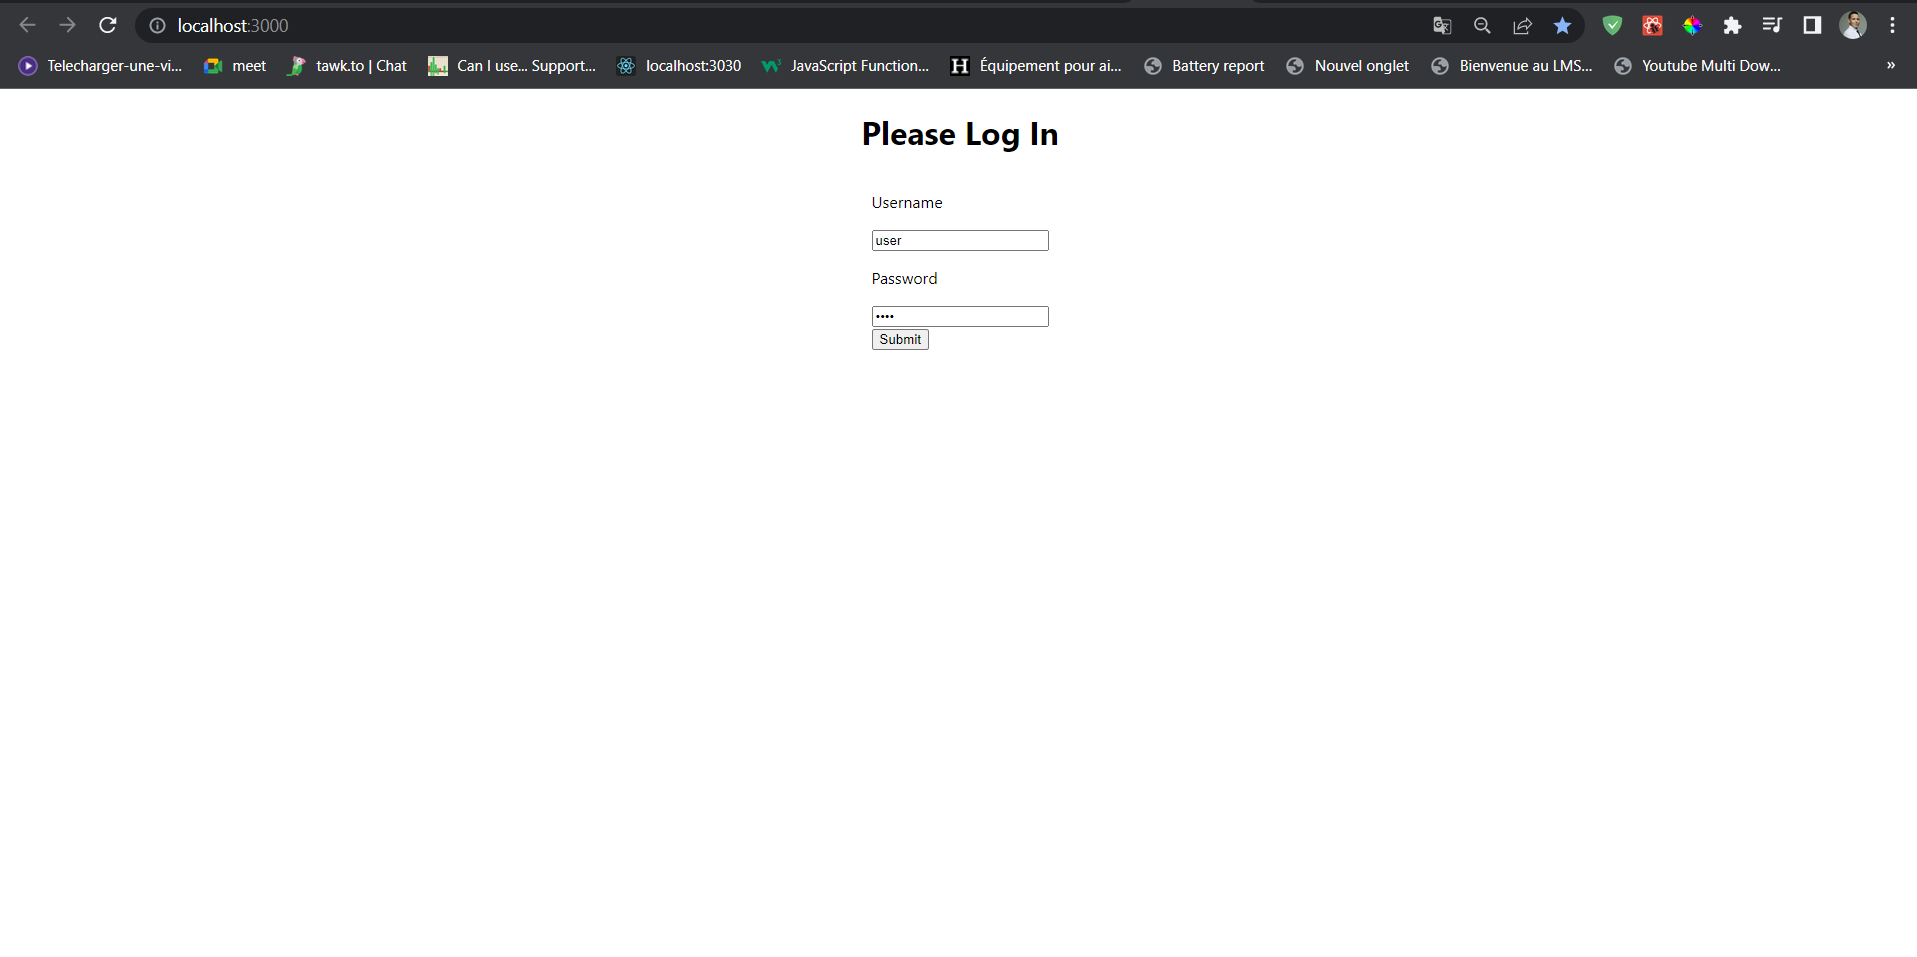 localhost:3000
Telecharger-une-vi... meet tawk.to | Chat Can I use... Support... localhost:3030 JavaScript Function... Équipement pour ai... Battery report Nouvel onglet Bienvenue au LMS... Youtube Multi Dow... »
Please Log In
Username
user
Password
••••
Submit